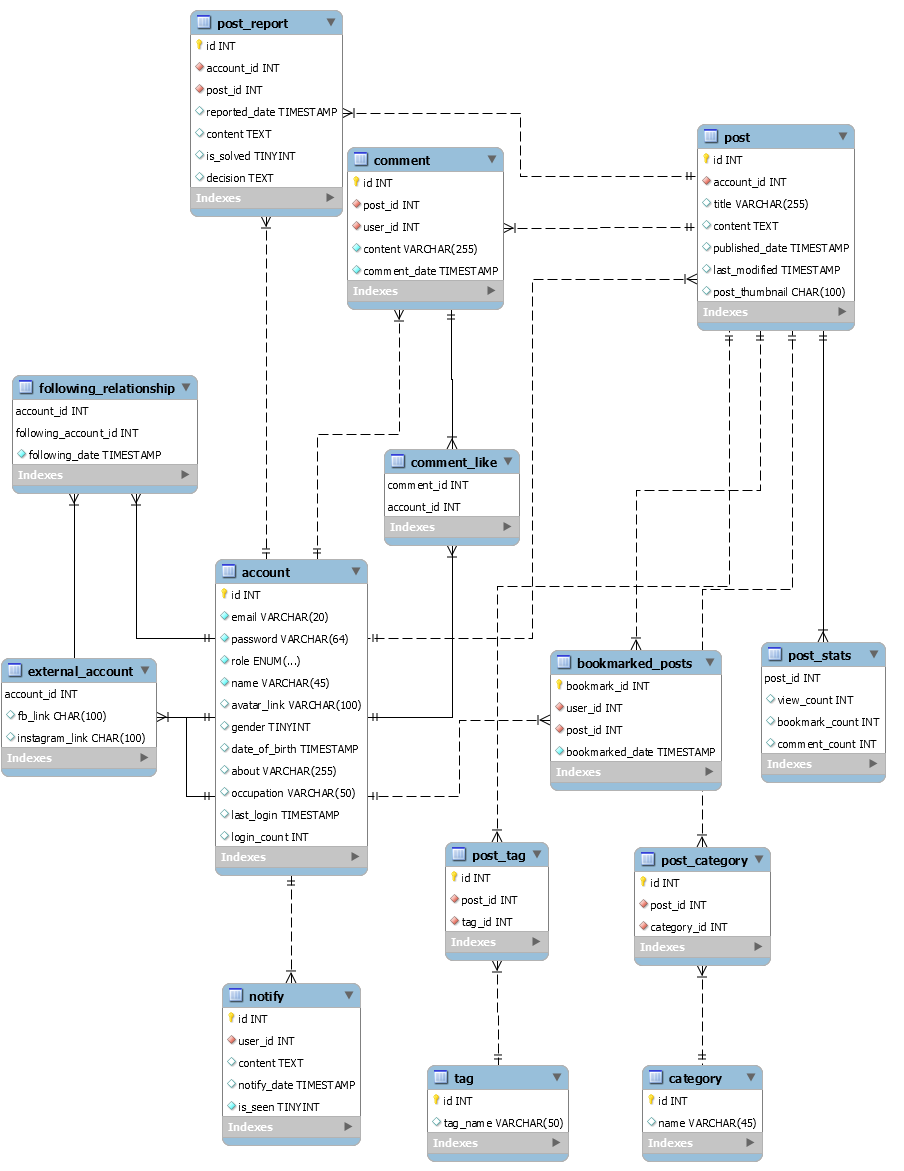 post_report
id INT
account_id INT
post_id INT
reported_date TIMESTAMP
content TEXT
is_solved TINYINT
decision TEXT
Indexes
comment
id INT
post_id INT
user_id INT
content VARCHAR(255)
comment_date TIMESTAMP
Indexes
post
id INT
account_id INT
title VARCHAR(255)
content TEXT
published_date TIMESTAMP
last_modified TIMESTAMP
post_thumbnail CHAR(100)
Indexes
following_relationship
account_id INT
following_account_id INT
following_date TIMESTAMP
Indexes
comment_like
comment_id INT
account_id INT
Indexes
account
id INT
email VARCHAR(20)
password VARCHAR(64)
role ENUM(...)
name VARCHAR(45)
avatar_link VARCHAR(100)
gender TINYINT
date_of_birth TIMESTAMP
about VARCHAR(255)
occupation VARCHAR(50)
last_login TIMESTAMP
login_count INT
Indexes
external_account
account_id INT
fb_link CHAR(100)
instagram_link CHAR(100)
Indexes
bookmarked_posts
bookmark_id INT
user_id INT
post_id INT
bookmarked_date TIMESTAMP
Indexes
post_stats
post_id INT
view_count INT
bookmark_count INT
comment_count INT
Indexes
post_tag
id INT
post_id INT
tag_id INT
Indexes
post_category
id INT
post_id INT
category_id INT
Indexes
notify
id INT
user_id INT
content TEXT
notify_date TIMESTAMP
is_seen TINYINT
Indexes
tag
id INT
tag_name VARCHAR(50)
Indexes
category
id INT
name VARCHAR(45)
Indexes